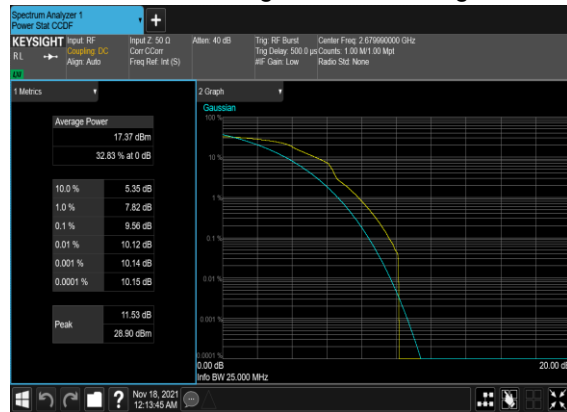 Spectrum Analyzer 1
Power Stat CCDF
+
KEYSIGHT
RL
Input: RF
Coupling: DC
Align: Auto
Input Z: 50 Ω
Corr CCorr
Freq Ref: Int (S)
Atten: 40 dB
Trig: RF Burst
Trig Delay: 500.0 µs
#IF Gain: Low
Center Freq: 2.679990000 GHz
Counts: 1.00 M/1.00 Mpt
Radio Std: None
1 Metrics
Average Power
17.37 dBm
32.83 % at 0 dB
10.0 % 5.35 dB
1.0 % 7.82 dB
0.1 % 9.56 dB
0.01 % 10.12 dB
0.001 % 10.14 dB
0.0001 % 10.15 dB
Peak
11.53 dB
28.90 dBm
2 Graph
Gaussian
100 %
10 %
1 %
0.1 %
0.01 %
0.001 %
0.0001 %
0.00 dB
20.00 dB
Info BW 25.000 MHz
?
Nov 18, 2021
12:13:45 AM